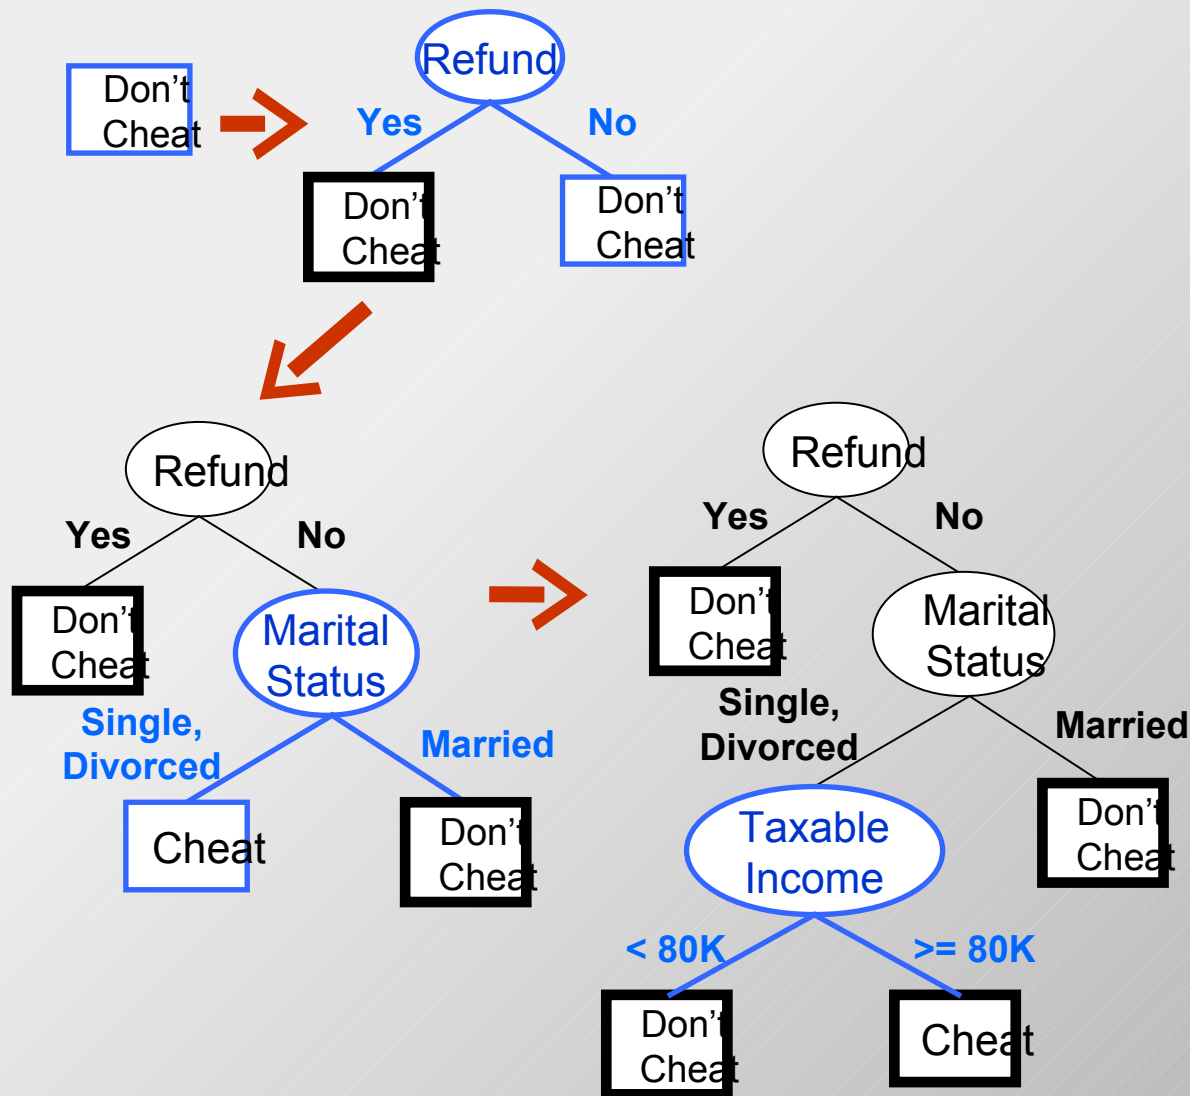 Don't
Cheat
Refund
Yes
No
Don't
Cheat
Don't
Cheat
Refund
Yes
No
Don't
Cheat
Marital
Status
Single,
Divorced
Married
Cheat
Don't
Cheat
Refund
Yes
No
Don't
Cheat
Marital
Status
Single,
Divorced
Married
Taxable
Income
Don't
Cheat
< 80K
>= 80K
Don't
Cheat
Cheat